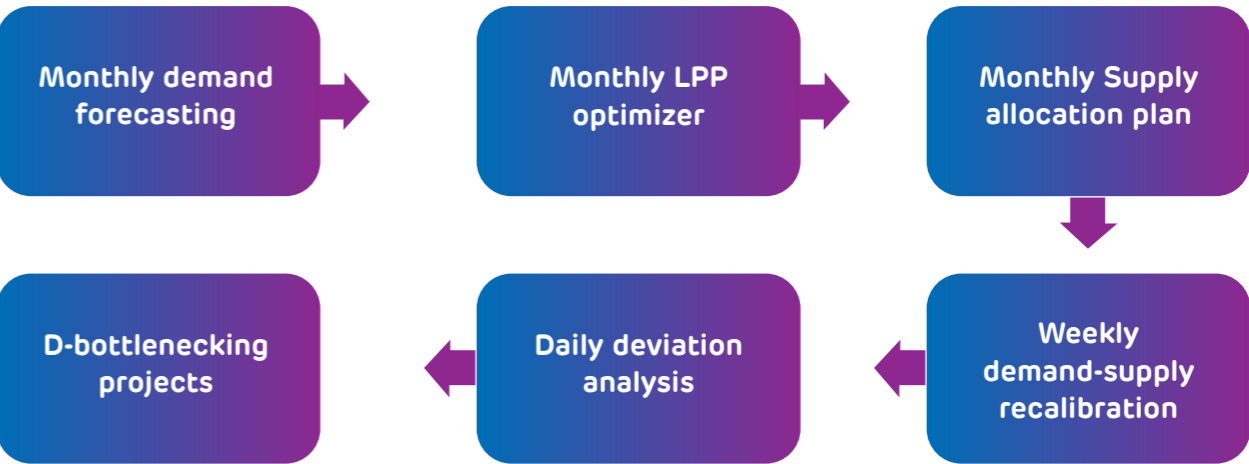 Monthly demand
forecasting
Monthly LPP
optimizer
Monthly Supply
allocation plan
Weekly
demand-supply
recalibration
Daily deviation
analysis
D-bottlenecking
projects